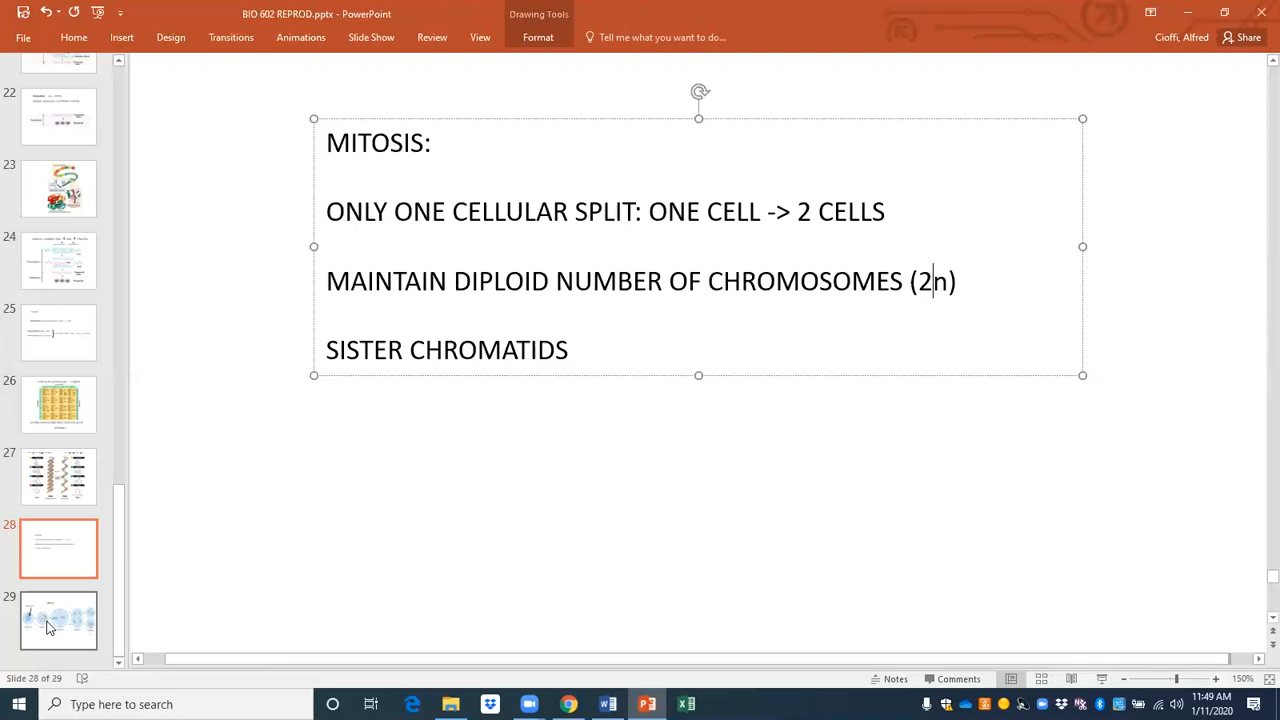 BIO 602 REPROD.pptx - PowerPoint
Drawing Tools
File Home Insert Design Transitions Animations Slide Show Review View Format Tell me what you want to do... Cioffi, Alfred Share
22
23
24
25
26
27
28
29
MITOSIS:
ONLY ONE CELLULAR SPLIT: ONE CELL -> 2 CELLS
MAINTAIN DIPLOID NUMBER OF CHROMOSOMES (2n)
SISTER CHROMATIDS
Slide 28 of 29 Notes Comments 150%
Type here to search
11:49 AM
1/11/2020